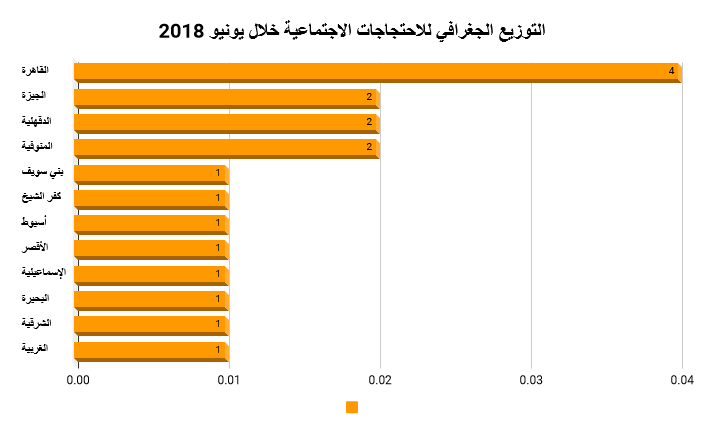 التوزيع الجغرافي للاحتجاجات الاجتماعية خلال يونيو 2018
القاهرة 4
الجيزة 2
الدقهلية 2
المنوفية 2
بني سويف 1
كفر الشيخ 1
أسيوط 1
الأقصر 1
الإسماعيلية 1
البحيرة 1
الشرقية 1
الغربية 1
0.00 0.01 0.02 0.03 0.04